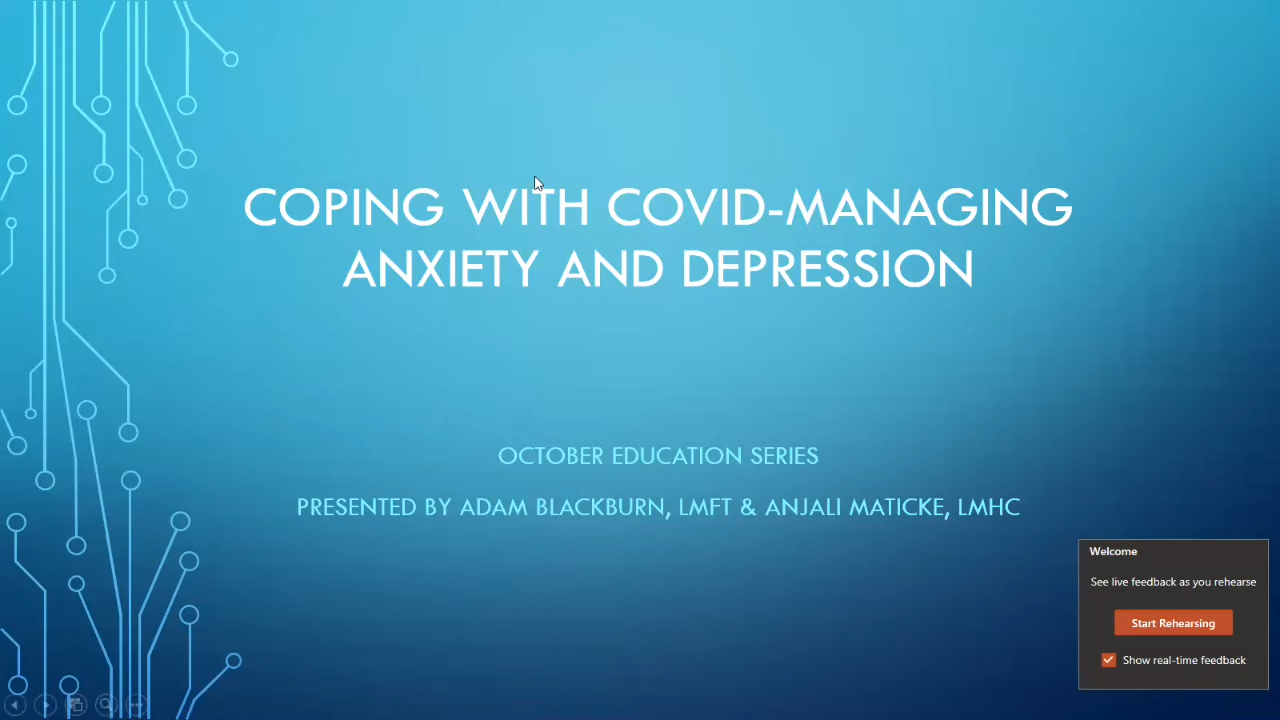 COPING WITH COVID-MANAGING
ANXIETY AND DEPRESSION
OCTOBER EDUCATION SERIES
PRESENTED BY ADAM BLACKBURN, LMFT & ANJALI MATICKE, LMHC
Welcome
See live feedback as you rehearse
Start Rehearsing
Show real-time feedback